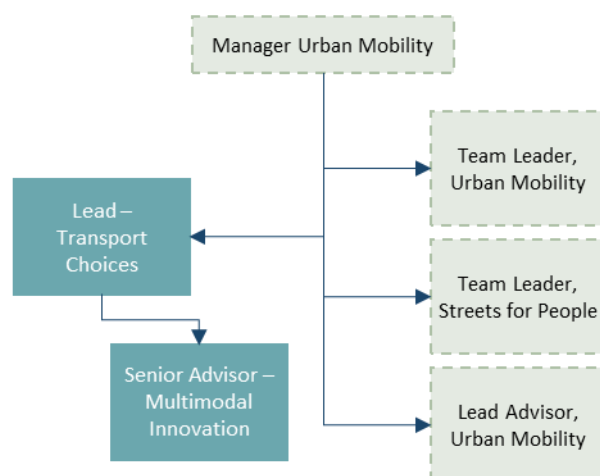 Manager Urban Mobility
Team Leader,
Urban Mobility
Lead –
Transport
Choices
Team Leader,
Streets for People
Senior Advisor –
Multimodal
Innovation
Lead Advisor,
Urban Mobility